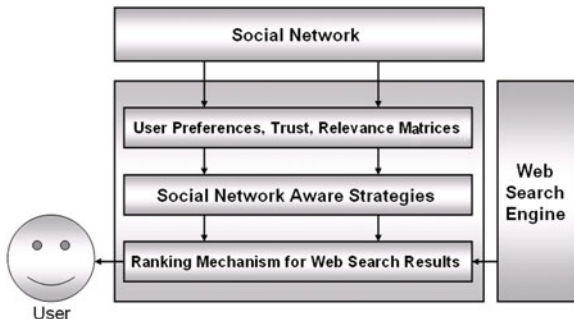 Social Network
User Preferences, Trust, Relevance Matrices
Social Network Aware Strategies
Ranking Mechanism for Web Search Results
Web
Search
Engine
User